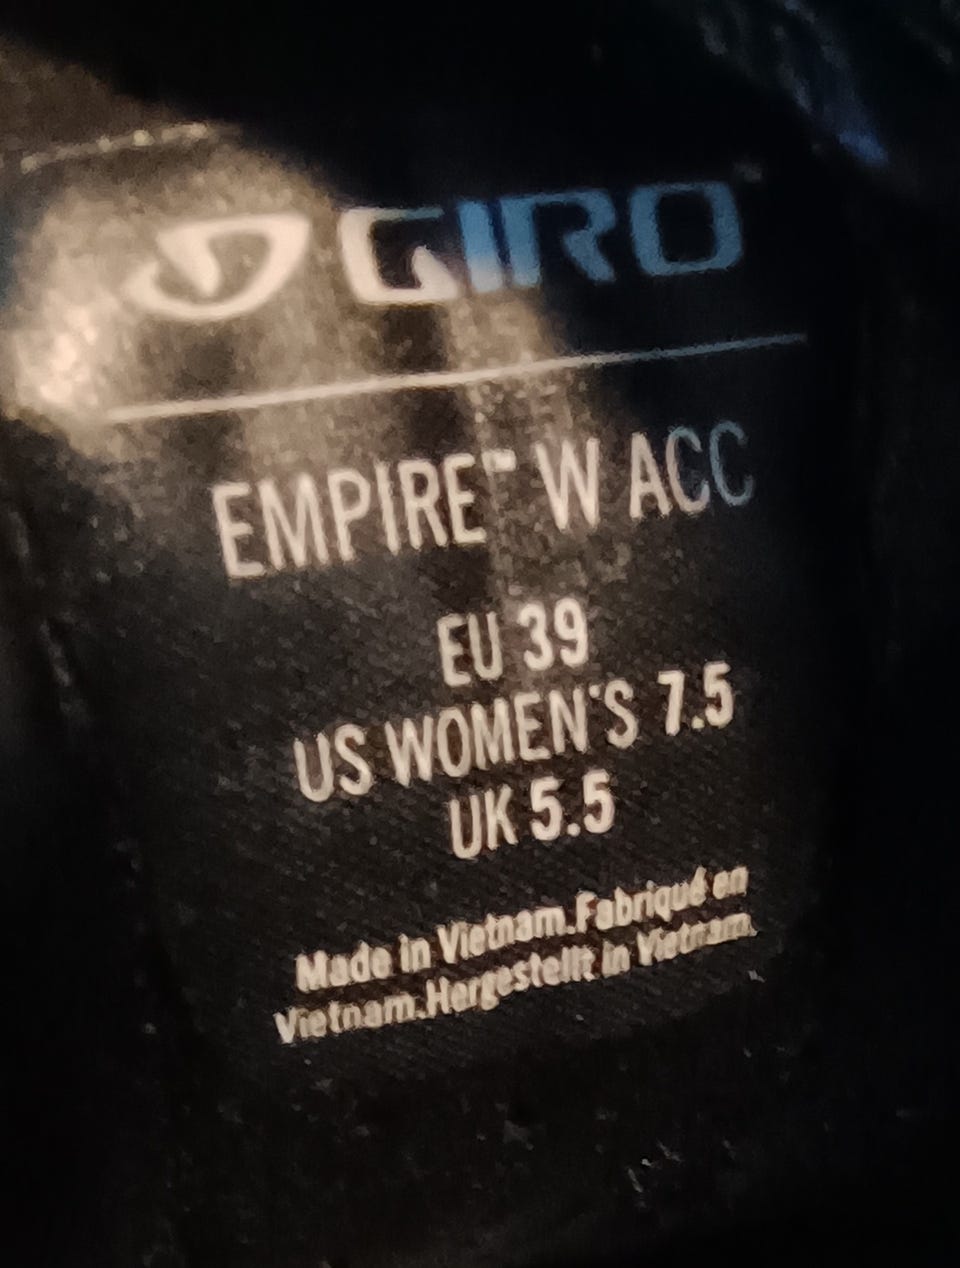 GIRO™
EMPIRE™ W ACC
EU 39
US WOMEN'S 7.5
UK 5.5
Made in Vietnam.Fabriqué en
Vietnam.Hergestellt in Vietnam.